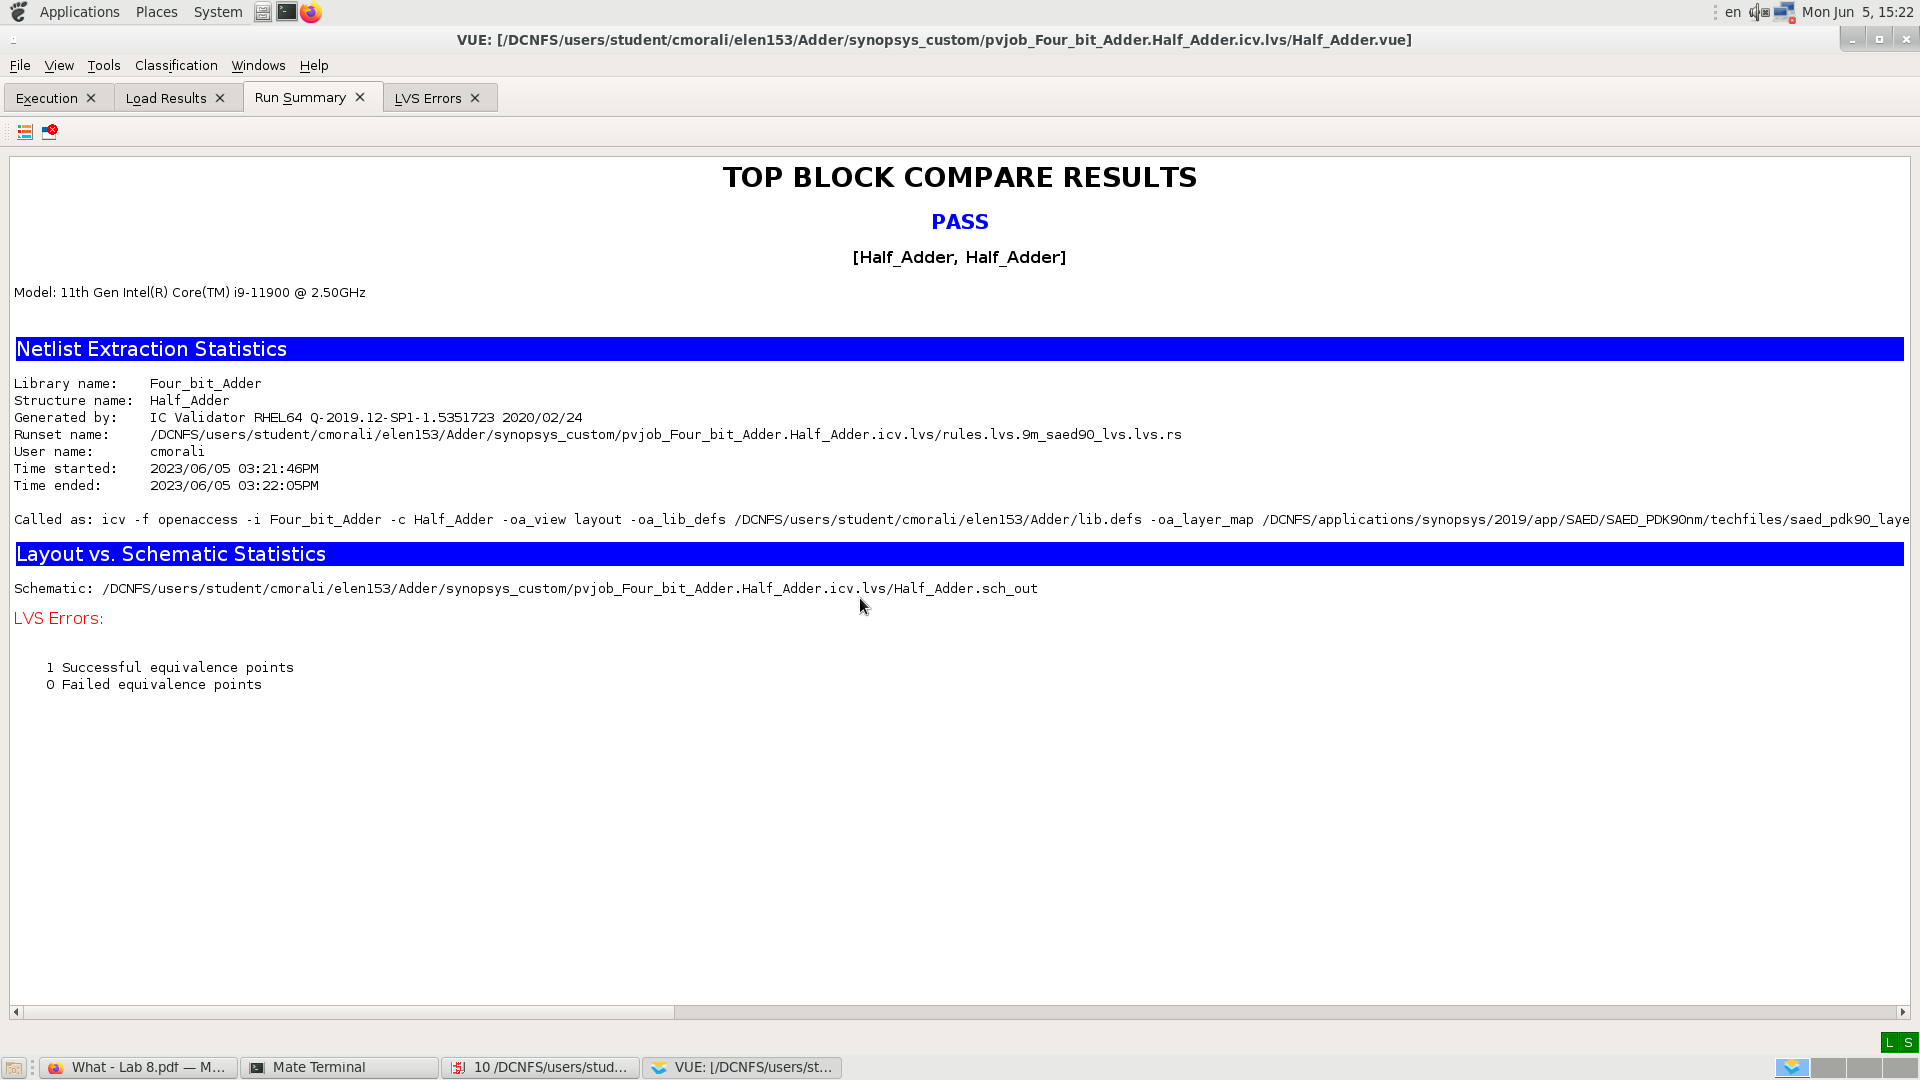 Applications Places System en Mon Jun 5, 15:22
VUE: [/DCNFS/users/student/cmorali/elen153/Adder/synopsys_custom/pvjob_Four_bit_Adder.Half_Adder.icv.lvs/Half_Adder.vue]
File View Tools Classification Windows Help
Execution Load Results Run Summary LVS Errors
TOP BLOCK COMPARE RESULTS
PASS
[Half_Adder, Half_Adder]
Model: 11th Gen Intel(R) Core(TM) i9-11900 @ 2.50GHz
Netlist Extraction Statistics
Library name: Four_bit_Adder
Structure name: Half_Adder
Generated by: IC Validator RHEL64 Q-2019.12-SP1-1.5351723 2020/02/24
Runset name: /DCNFS/users/student/cmorali/elen153/Adder/synopsys_custom/pvjob_Four_bit_Adder.Half_Adder.icv.lvs/rules.lvs.9m_saed90_lvs.lvs.rs
User name: cmorali
Time started: 2023/06/05 03:21:46PM
Time ended: 2023/06/05 03:22:05PM
Called as: icv -f openaccess -i Four_bit_Adder -c Half_Adder -oa_view layout -oa_lib_defs /DCNFS/users/student/cmorali/elen153/Adder/lib.defs -oa_layer_map /DCNFS/applications/synopsys/2019/app/SAED/SAED_PDK90nm/techfiles/saed_pdk90_laye
Layout vs. Schematic Statistics
Schematic: /DCNFS/users/student/cmorali/elen153/Adder/synopsys_custom/pvjob_Four_bit_Adder.Half_Adder.icv.lvs/Half_Adder.sch_out
LVS Errors:
1 Successful equivalence points
0 Failed equivalence points
L S
What - Lab 8.pdf — M... Mate Terminal 10 /DCNFS/users/stud... VUE: [/DCNFS/users/st...